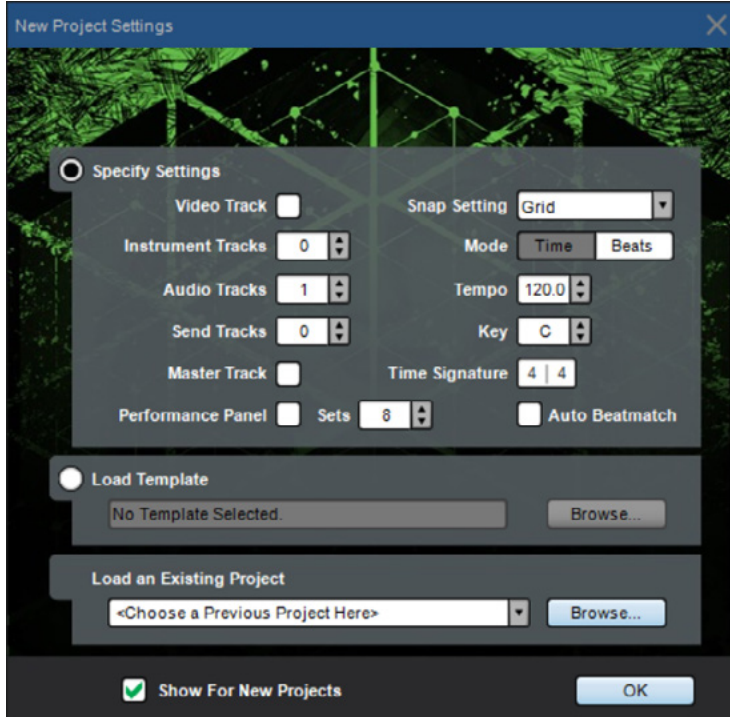 New Project Settings
Specify Settings
Video Track Snap Setting Grid
Instrument Tracks 0 Mode Time Beats
Audio Tracks 1 Tempo 120.0
Send Tracks 0 Key C
Master Track Time Signature 4 | 4
Performance Panel Sets 8 Auto Beatmatch
Load Template
No Template Selected. Browse...
Load an Existing Project
<Choose a Previous Project Here> Browse...
Show For New Projects OK